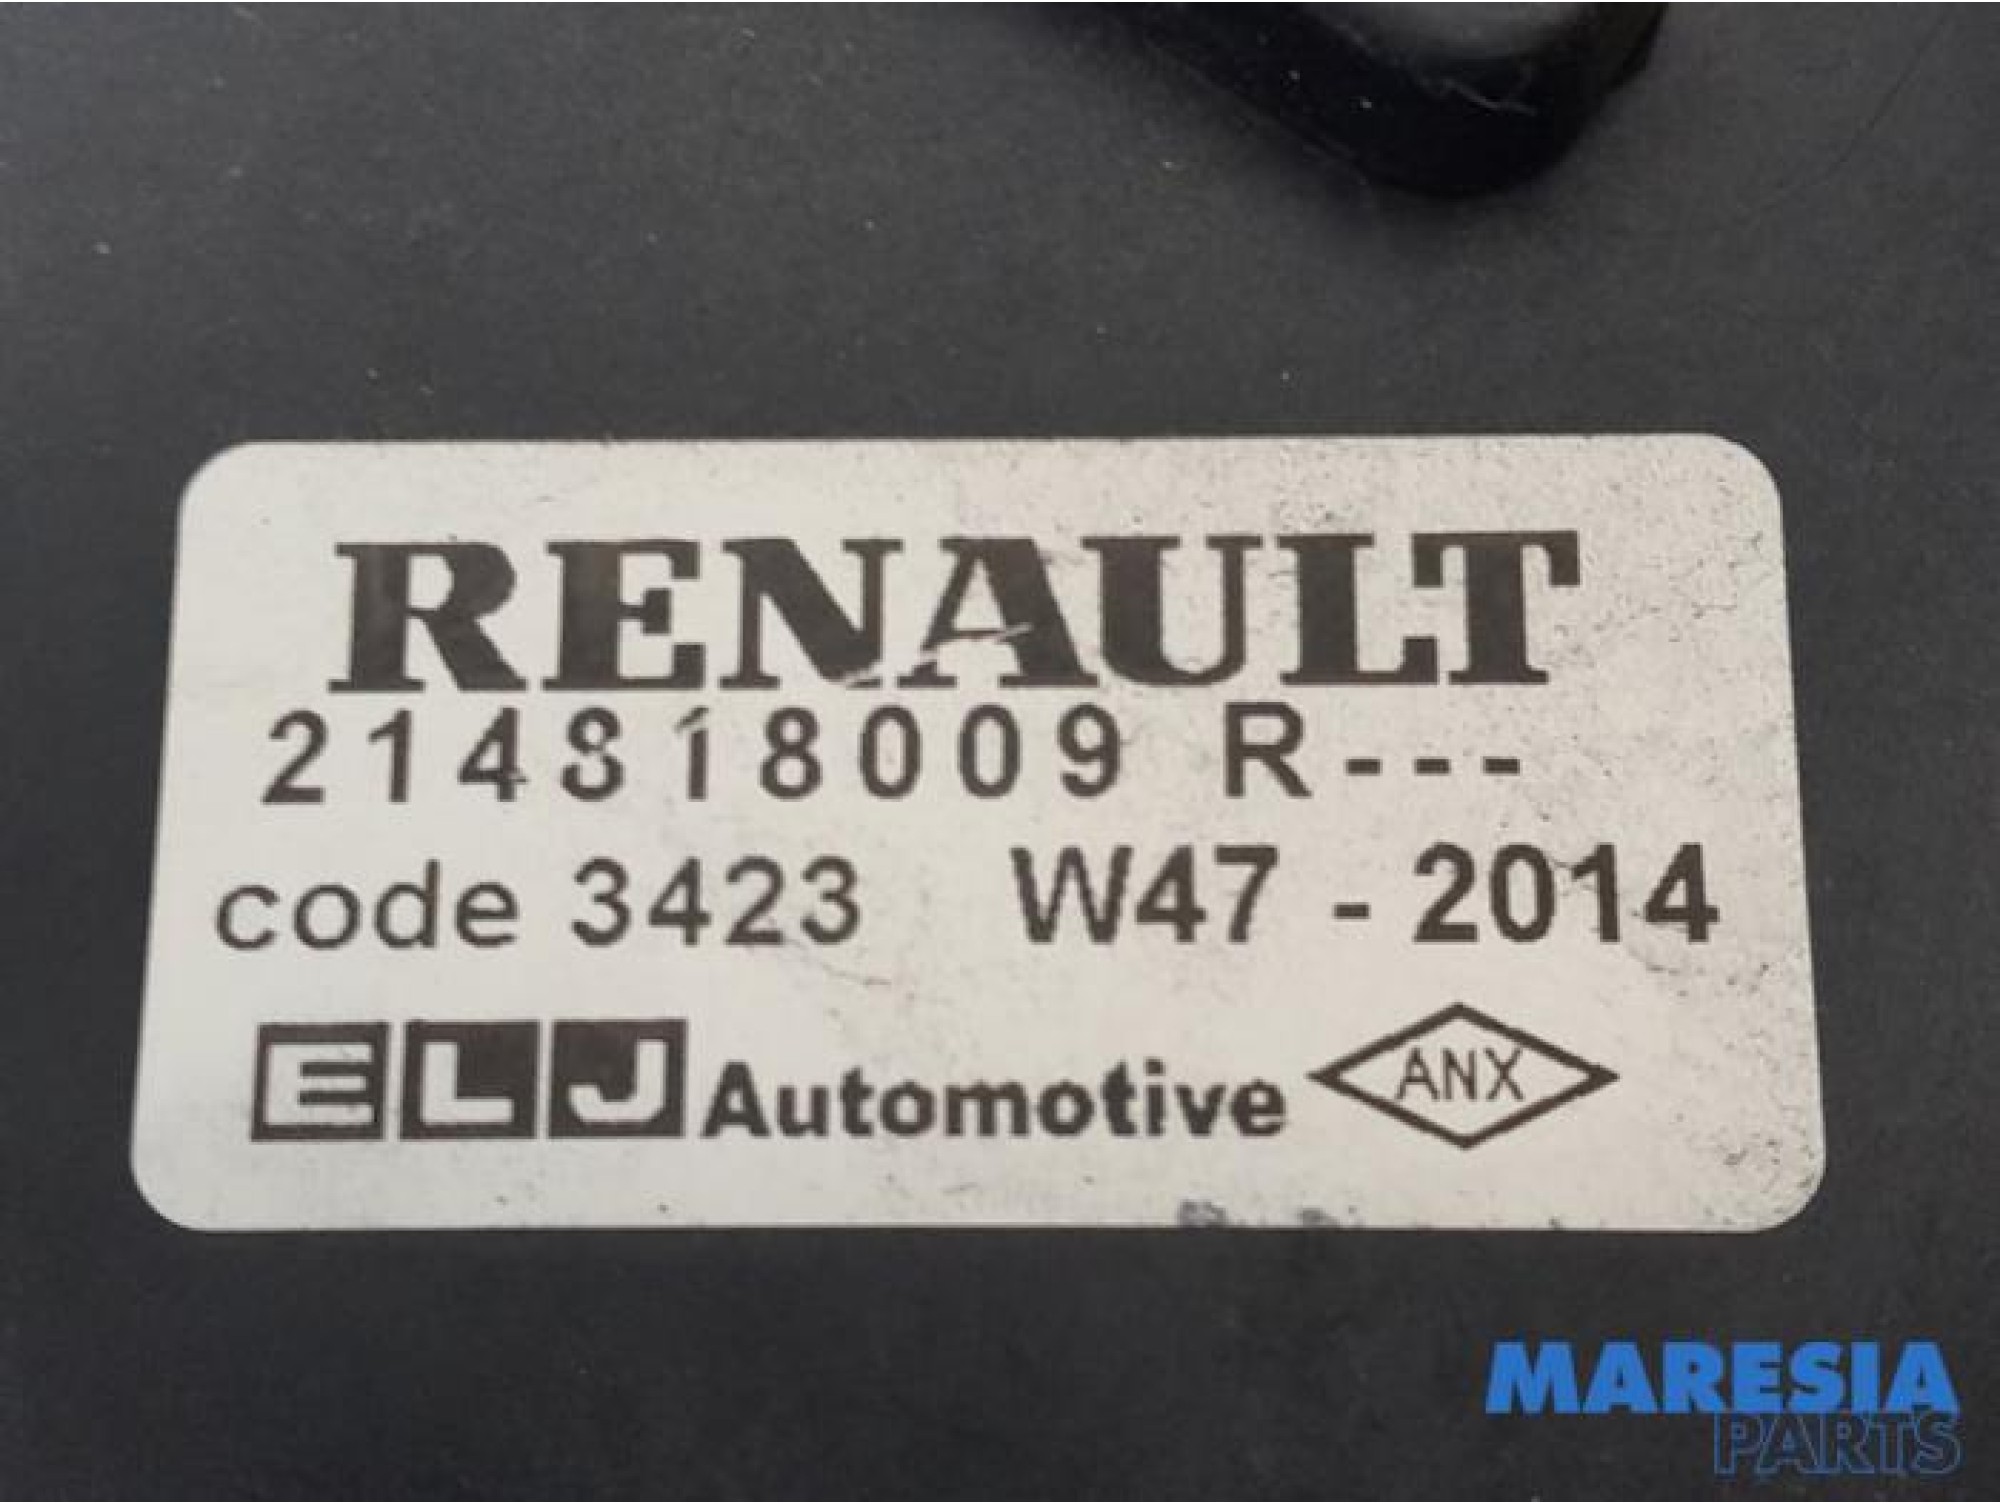 RENAULT
214818009 R---
code 3423 W47 - 2014
ELJ Automotive ANX
MARESIA
PARTS